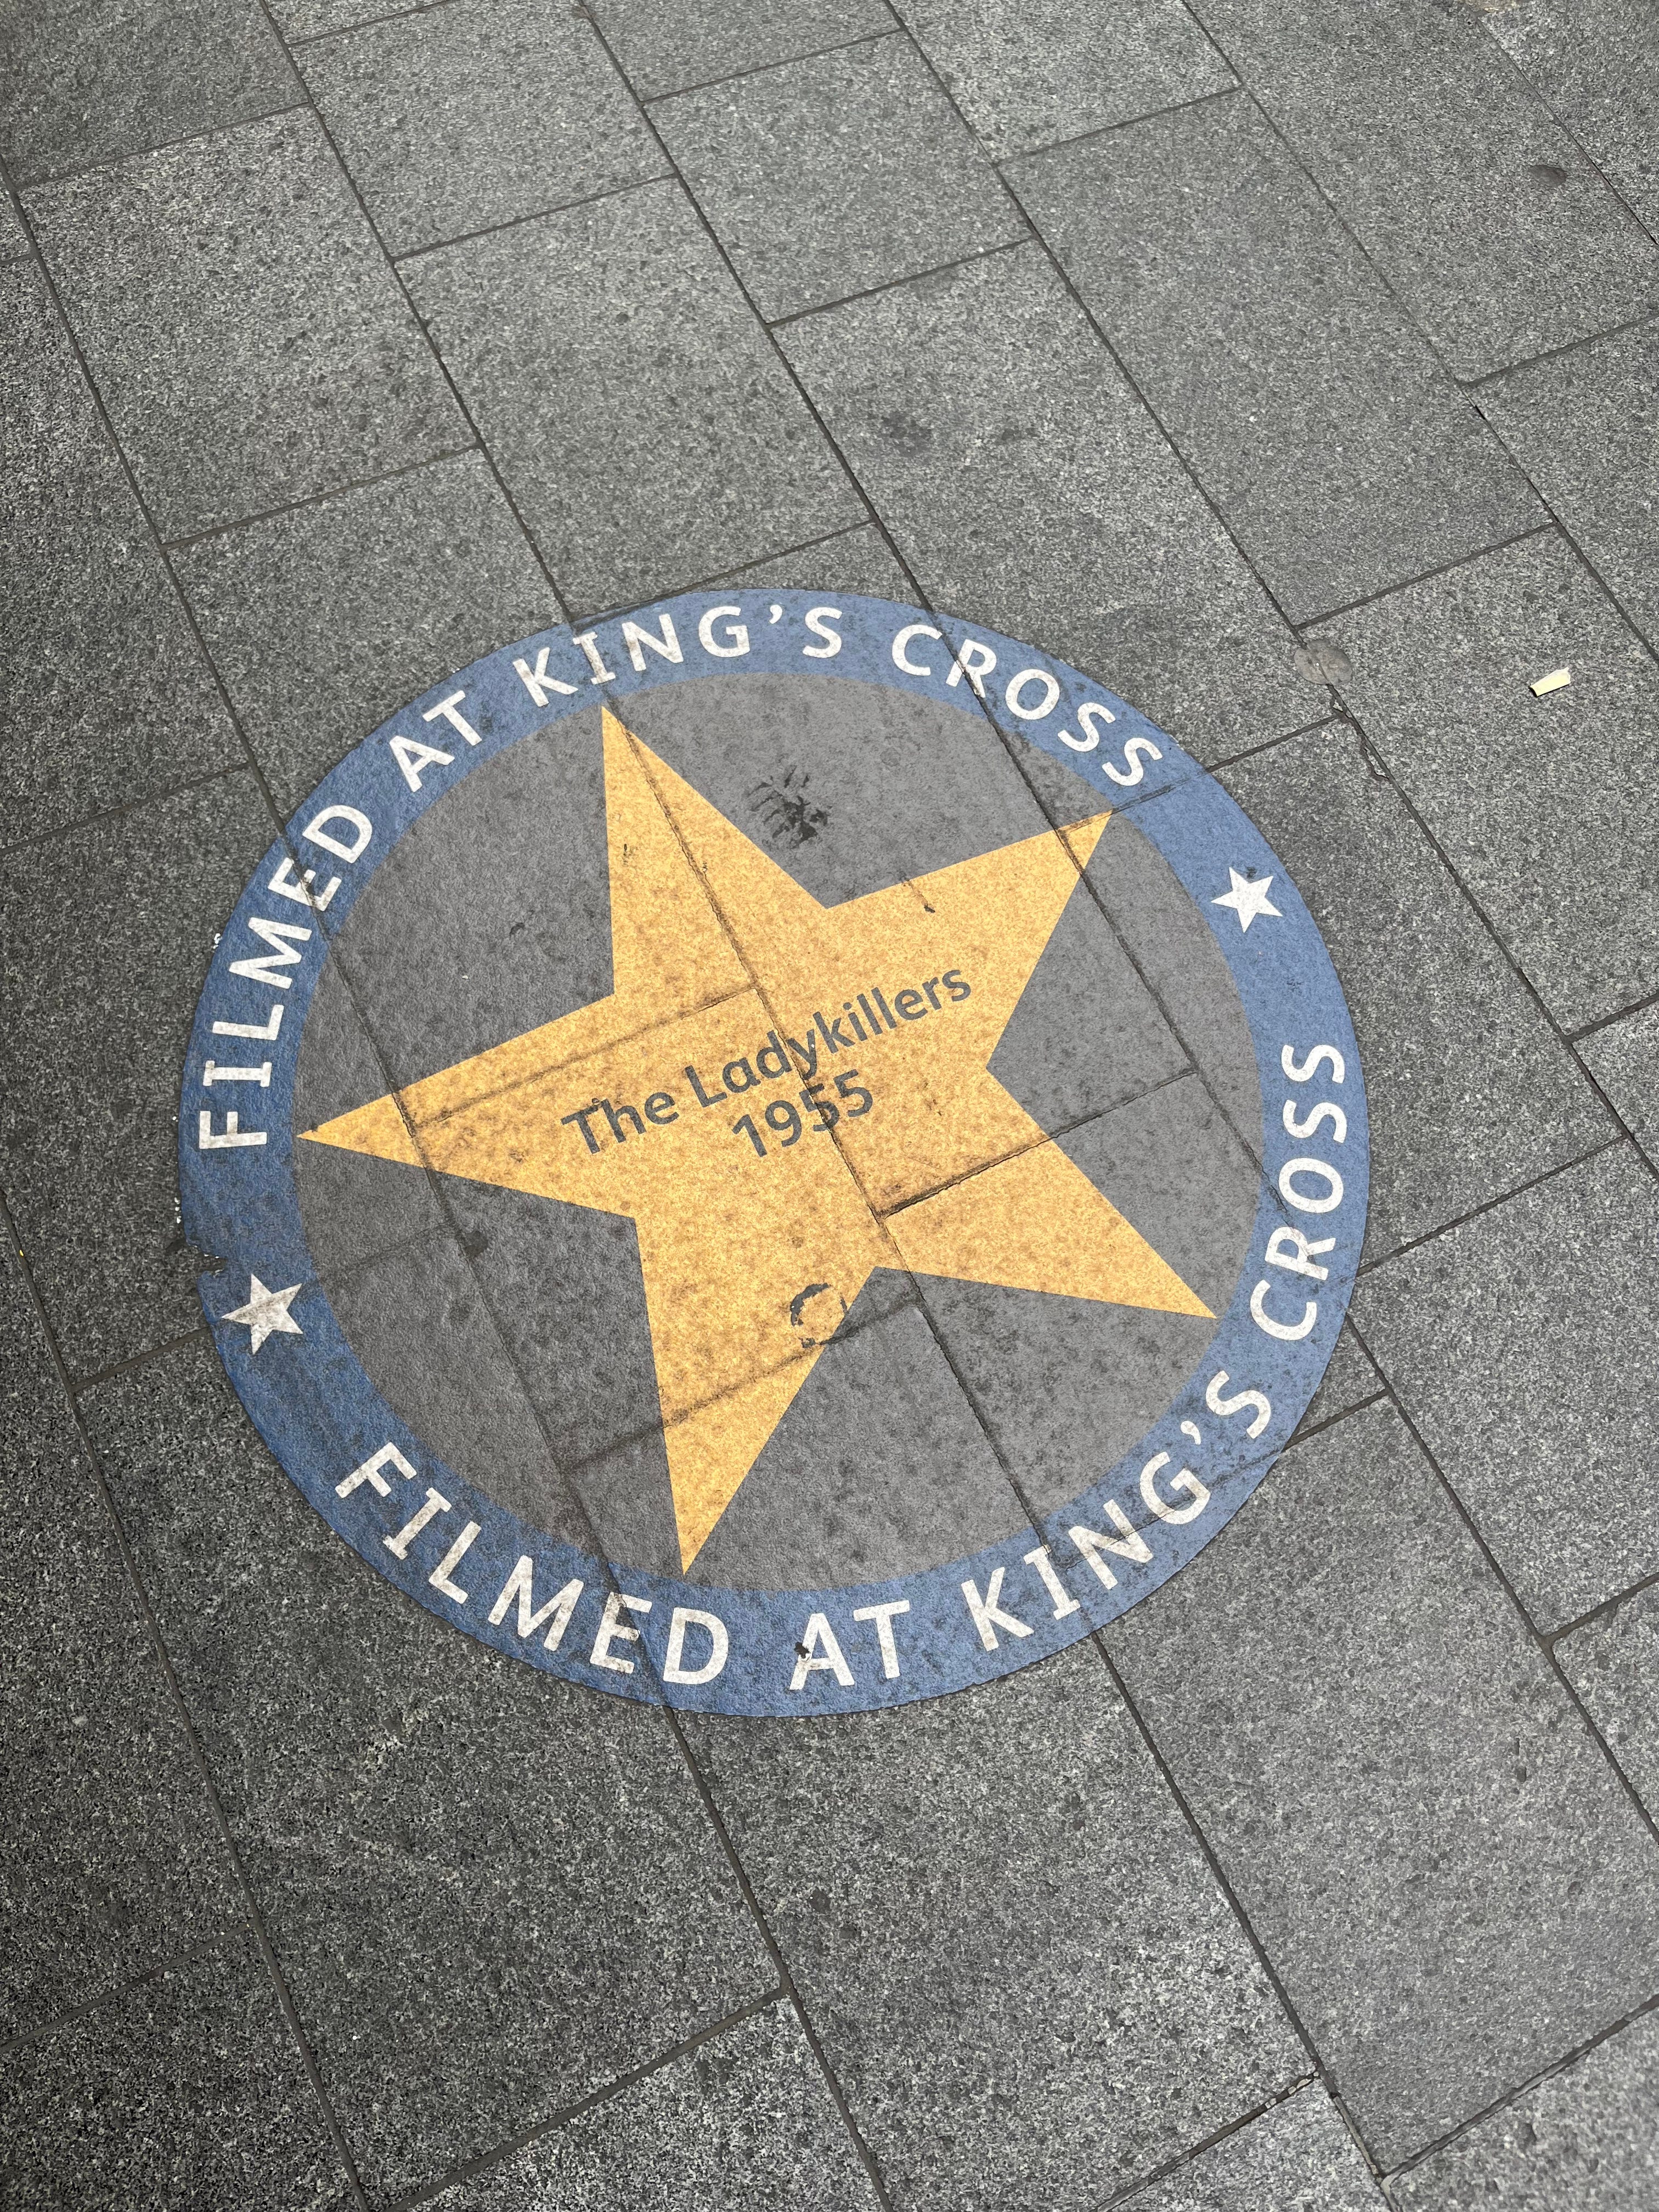 FILMED AT KING'S CROSS
The Ladykillers
1955
FILMED AT KING'S CROSS